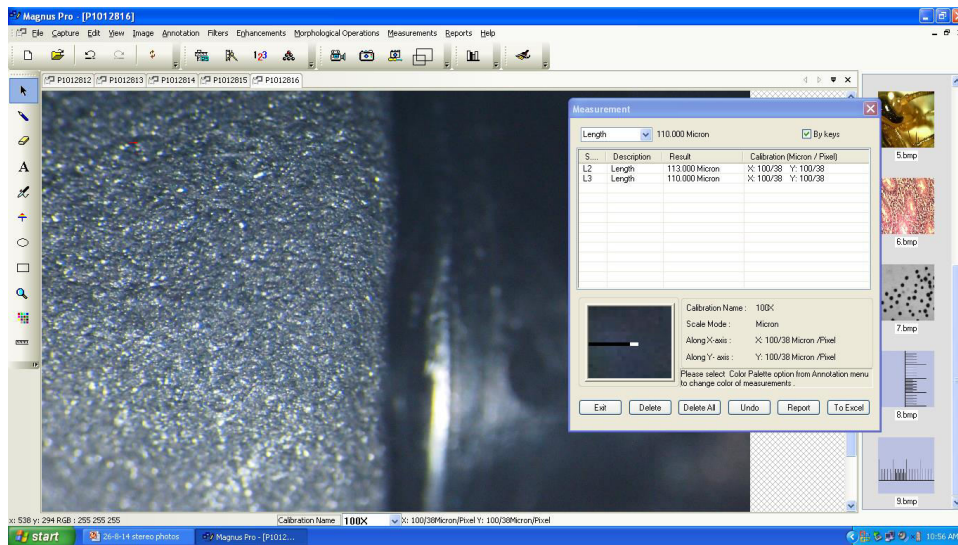 Magnus Pro - [P1012816]
File Capture Edit View Image Annotation Filters Enhancements Morphological Operations Measurements Reports Help
123
P1012812 P1012813 P1012814 P1012815 P1012816
Measurement
Length 110.000 Micron By keys
S.... Description Result Calibration (Micron / Pixel)
L2 Length 113.000 Micron X: 100/38 Y: 100/38
L3 Length 110.000 Micron X: 100/38 Y: 100/38
Calibration Name : 100X
Scale Mode : Micron
Along X-axis : X: 100/38 Micron /Pixel
Along Y- axis : Y: 100/38 Micron /Pixel
Please select Color Palette option from Annotation menu
to change color of measurements .
Exit Delete Delete All Undo Report To Excel
A
5.bmp
6.bmp
7.bmp
8.bmp
9.bmp
x: 538 y: 294 RGB : 255 255 255 Calibration Name 100X X: 100/38Micron/Pixel Y: 100/38Micron/Pixel
start 26-8-14 stereo photos Magnus Pro - [P1012... 10:56 AM